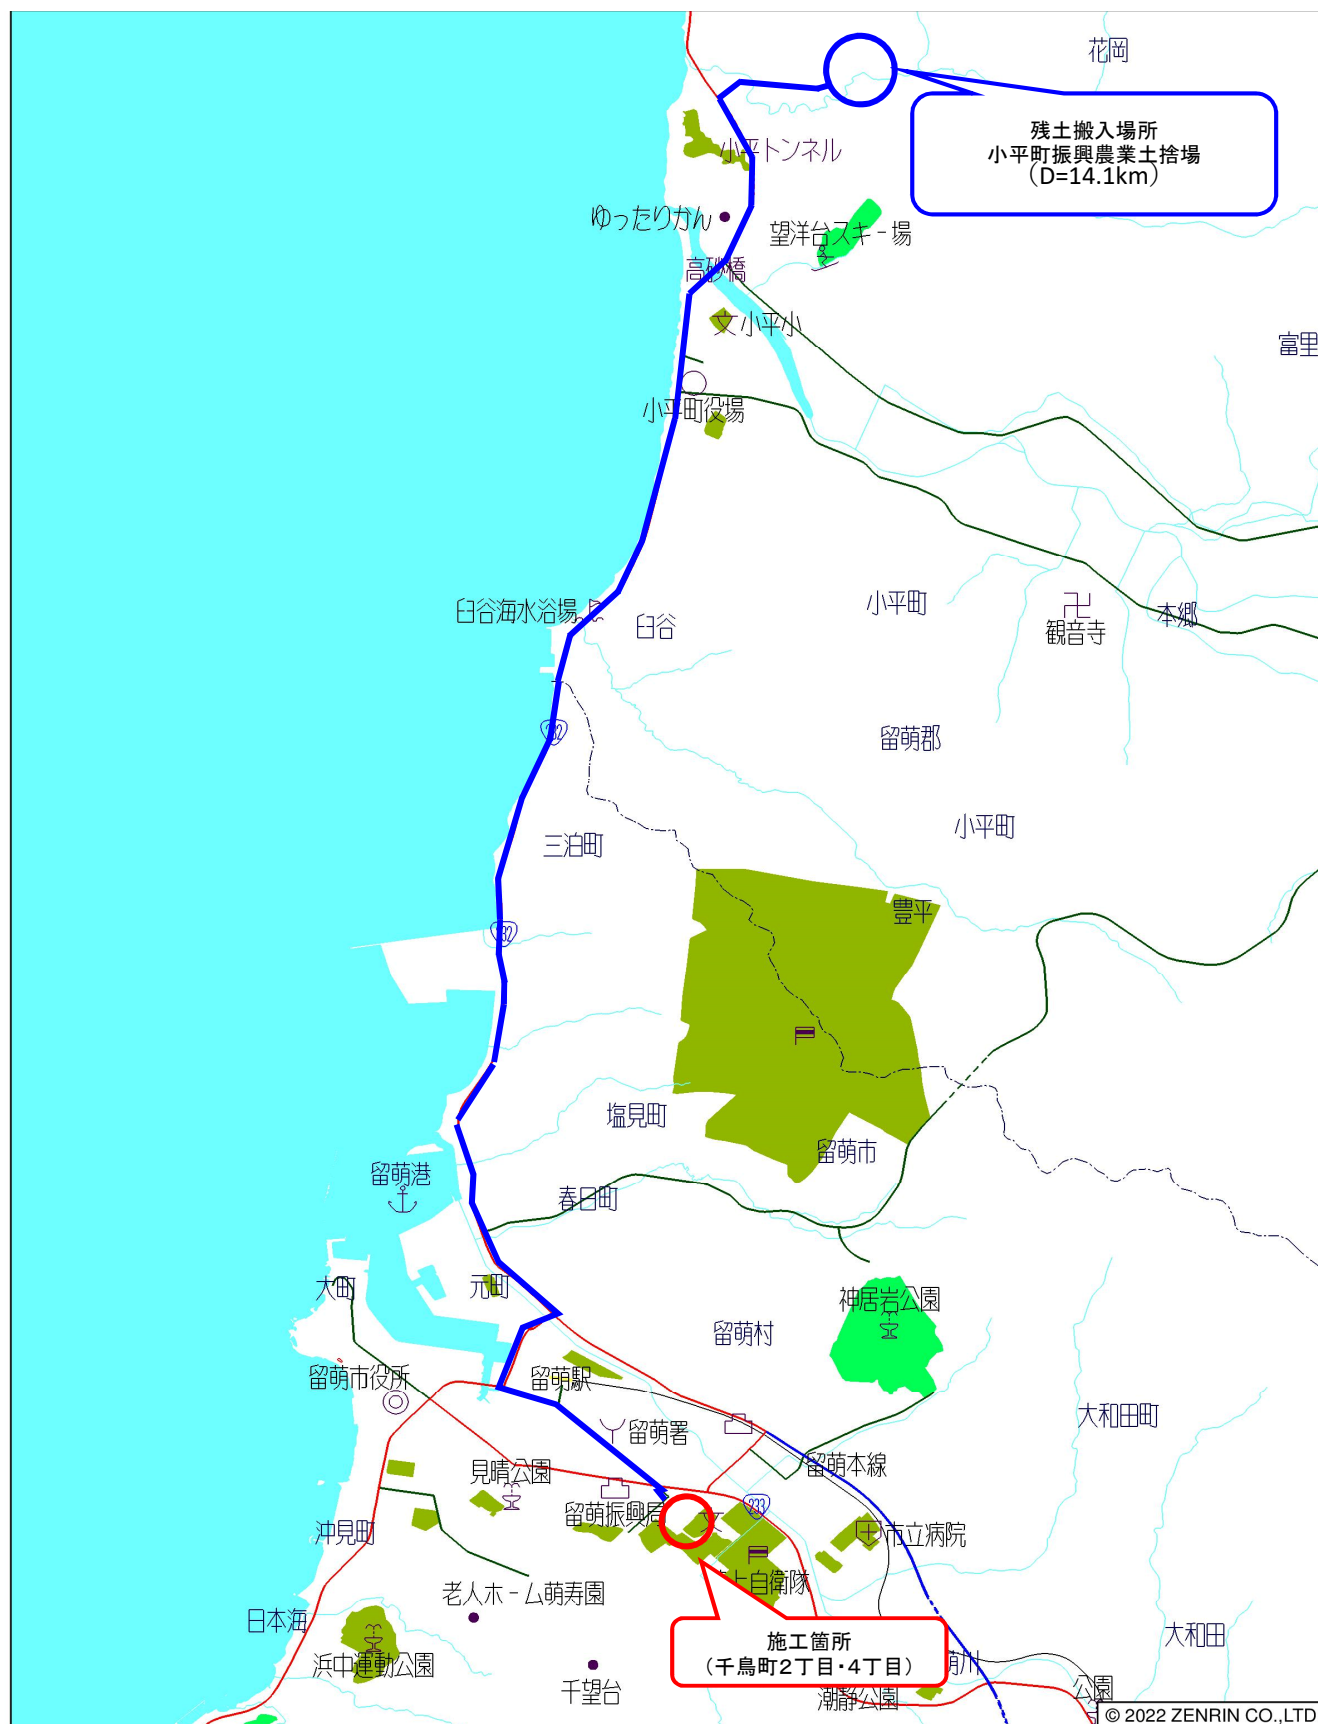 花岡
残土搬入場所
小平町振興農業土捨場
(D=14.1km)
小平トンネル
ゆったりかん
望洋台スキ-場
高砂橋
文小平小
富里
小平町役場
臼谷海水浴場
臼谷
小平町
観音寺
本郷
232
留萌郡
小平町
三泊町
豊平
232
塩見町
留萌市
留萌港
春日町
大町
元町
神居岩公園
留萌村
留萌市役所
留萌駅
大和田町
留萌署
留萌本線
見晴公園
留萌振興局
233
沖見町
市立病院
上自衛隊
老人ホ-ム萌寿園
日本海
大和田
施工箇所
(千鳥町2丁目・4丁目)
浜中運動公園
萌川
千望台
潮静公園
公園
© 2022 ZENRIN CO.,LTD